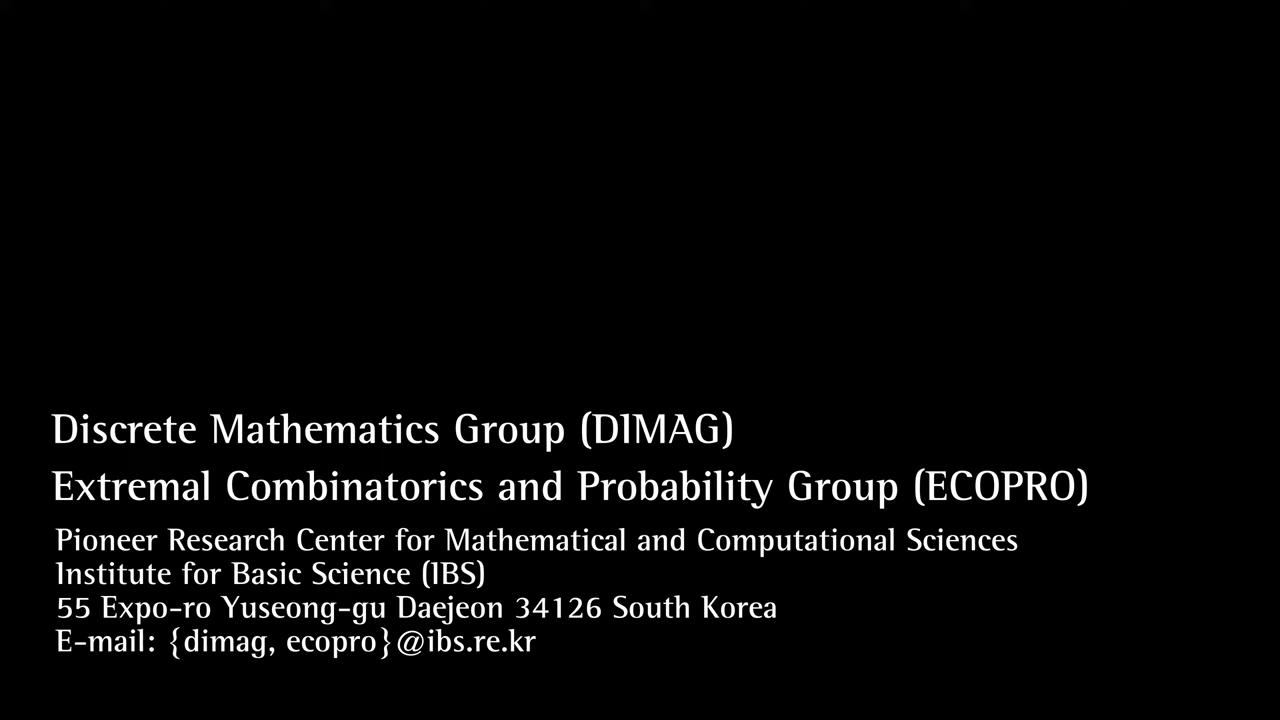 Discrete Mathematics Group (DIMAG)
Extremal Combinatorics and Probability Group (ECOPRO)
Pioneer Research Center for Mathematical and Computational Sciences
Institute for Basic Science (IBS)
55 Expo-ro Yuseong-gu Daejeon 34126 South Korea
E-mail: {dimag, ecopro}@ibs.re.kr